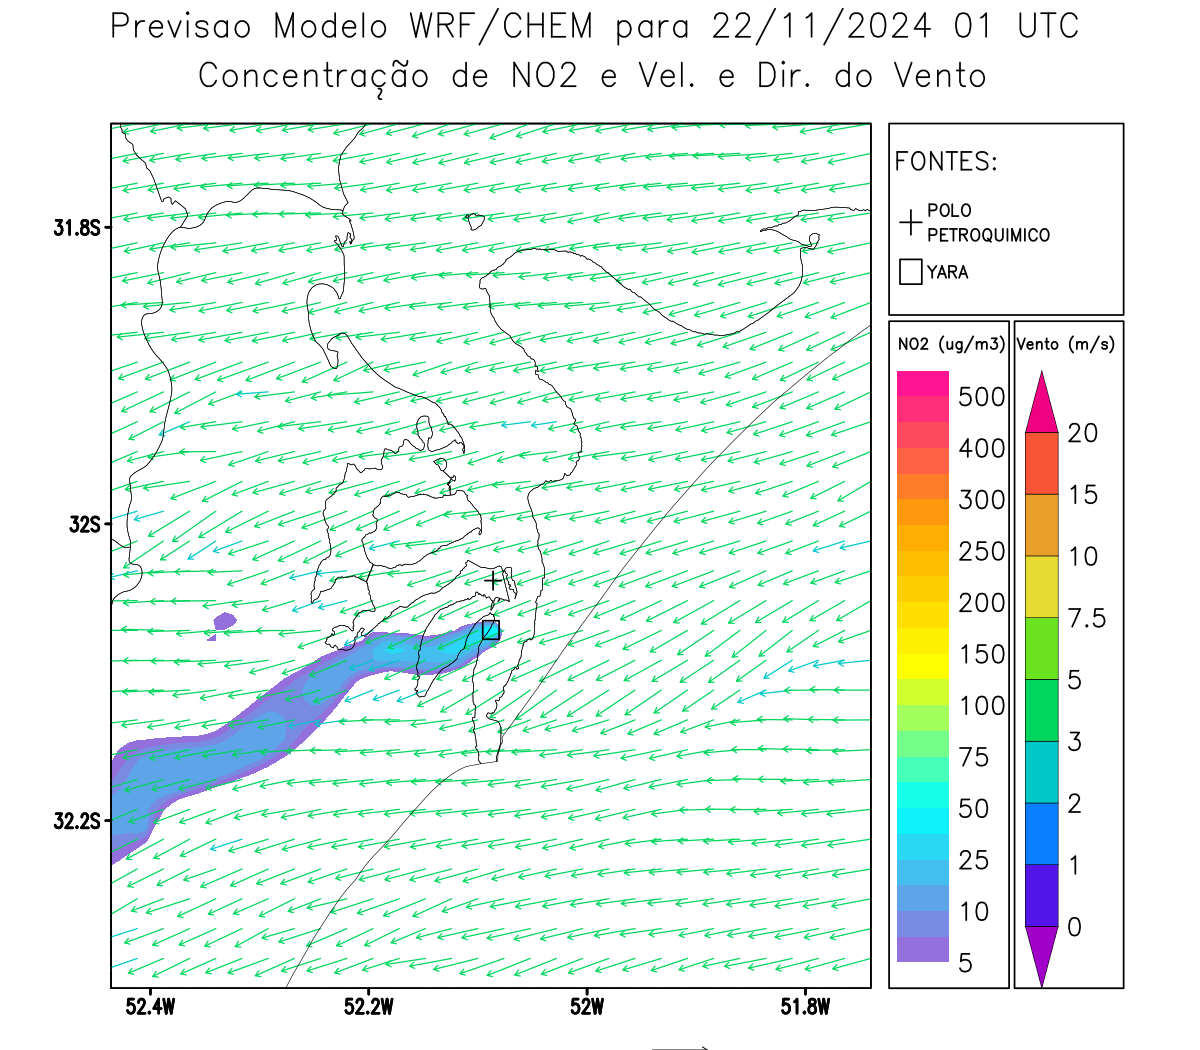 Previsao Modelo WRF/CHEM para 22/11/2024 01 UTC
Concentração de NO2 e Vel. e Dir. do Vento
FONTES:
POLO
PETROQUIMICO
YARA
31.8S
32S
32.2S
52.4W
52.2W
52W
51.8W
NO2 (ug/m3)
500
400
300
250
200
150
100
75
50
25
10
5
Vento (m/s)
20
15
10
7.5
5
3
2
1
0